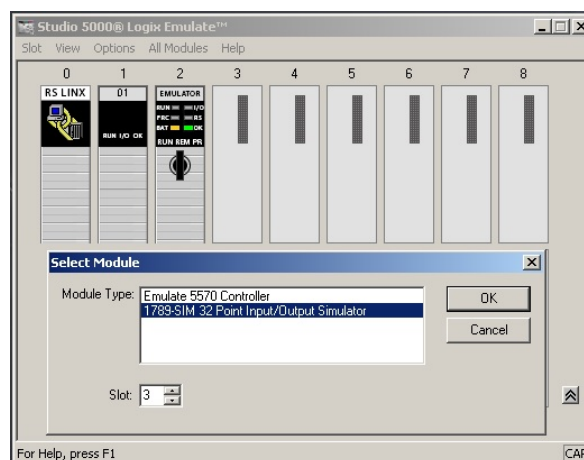 Studio 5000® Logix Emulate™
Slot View Options All Modules Help
0 1 2 3 4 5 6 7 8
RS LINX 01 EMULATOR
RUN I/O
PRC RS
BAT OK
RUN I/O OK RUN REM PR
Select Module
Module Type: Emulate 5570 Controller OK
1789-SIM 32 Point Input/Output Simulator
Cancel
Slot: 3
For Help, press F1 CAP